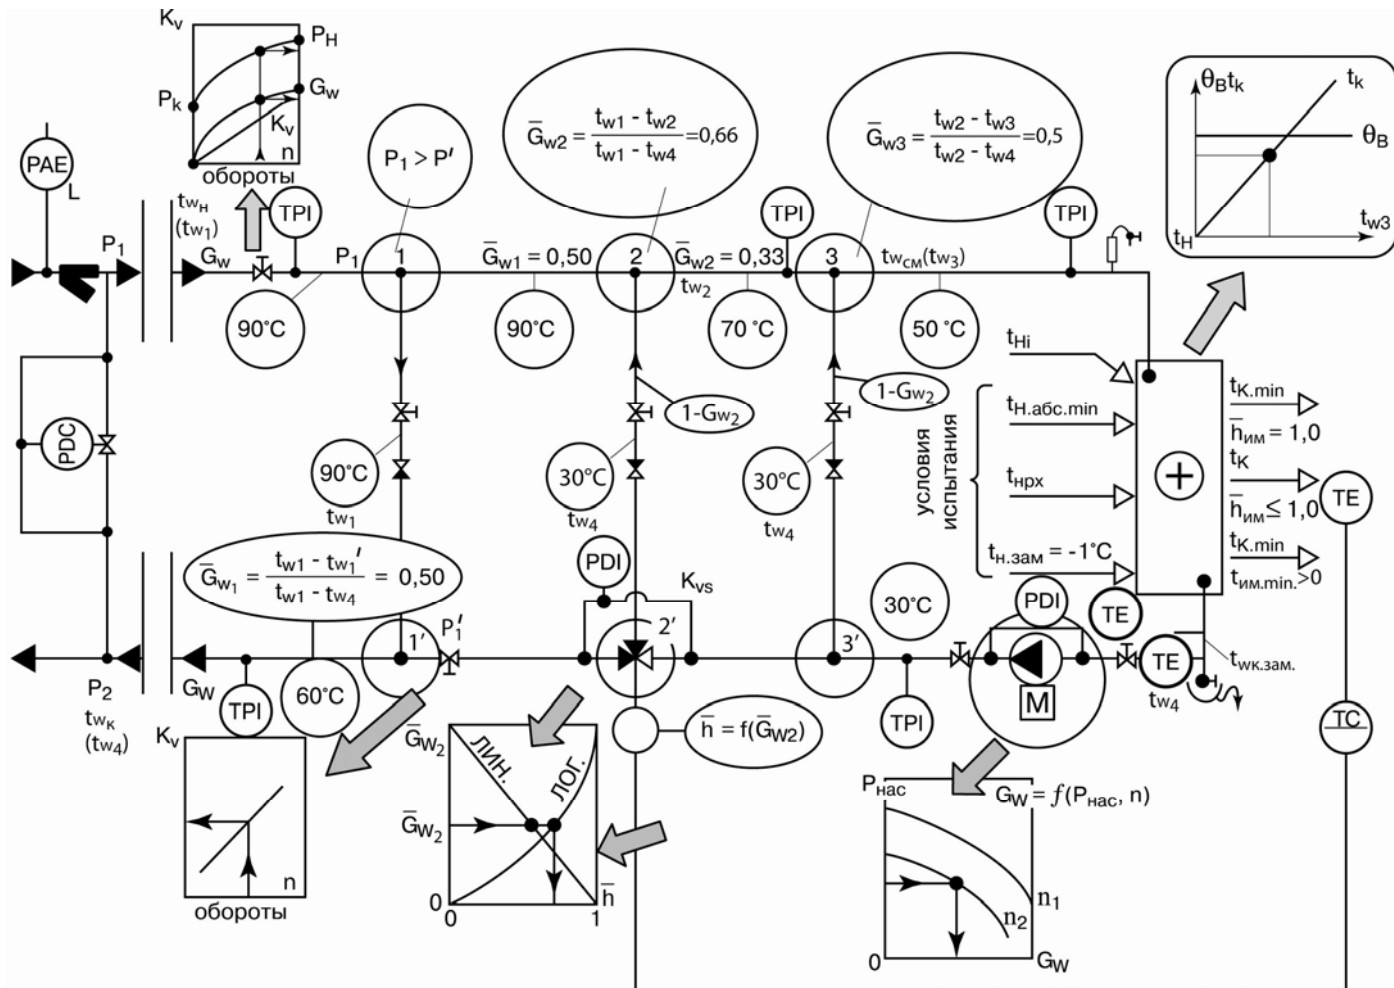 Kv
PH
Pk
Gw
Kv
n
обороты
PAE
L
P1
twн
(tw1)
Gw
TPI
P1
P1 > P'
1
Ḡw1 = 0,50
Ḡw2 = (tw1 - tw2)/(tw1 - tw4) = 0,66
2
Ḡw2 = 0,33
tw2
TPI
3
Ḡw3 = (tw2 - tw3)/(tw2 - tw4) = 0,5
twсм(tw3)
TPI
θB tk
tk
θB
tH
tw3
90°C
90°C
70 °C
50 °C
1-Gw2
1-Gw2
PDC
90°C
tw1
30°C
tw4
30°C
tw4
условия
испытания
tHi
tН.абс.min
tнрх
tн.зам = -1°C
tK.min
h̄им = 1,0
tK
h̄им ≤ 1,0
tK.min
tим.min.>0
TE
TC
Ḡw1 = (tw1 - tw1')/(tw1 - tw4) = 0,50
PDI
Kvs
30°C
PDI
TE
TE
tw4
twк.зам.
1'
P1'
2'
3'
M
P2
twк
(tw4)
GW
TPI
60°C
TPI
h̄ = f(ḠW2)
Kv
n
обороты
ḠW2
ЛИН.
ЛОГ.
ḠW2
0
0
1
h̄
Pнас
GW = f(Pнас, n)
n1
n2
0
GW